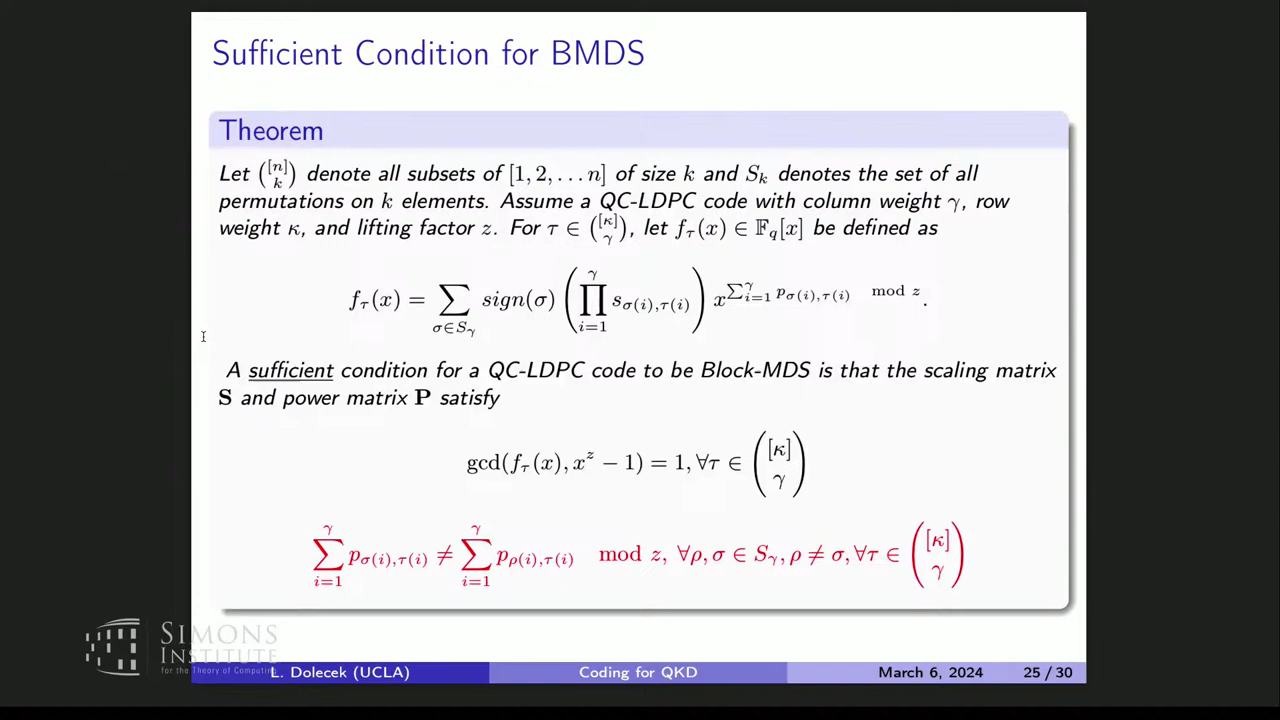 Sufficient Condition for BMDS
Theorem
Let $\binom{[n]}{k}$ denote all subsets of $[1, 2, \ldots n]$ of size $k$ and $S_k$ denotes the set of all
permutations on $k$ elements. Assume a QC-LDPC code with column weight $\gamma$, row
weight $\kappa$, and lifting factor $z$. For $\tau \in \binom{[\kappa]}{\gamma}$, let $f_\tau(x) \in \mathbb{F}_q[x]$ be defined as
$f_\tau(x) = \sum_{\sigma \in S_\gamma} sign(\sigma) \left( \prod_{i=1}^{\gamma} s_{\sigma(i),\tau(i)} \right) x^{\sum_{i=1}^{\gamma} p_{\sigma(i),\tau(i)} \mod z}.$
A sufficient condition for a QC-LDPC code to be Block-MDS is that the scaling matrix
$\mathbf{S}$ and power matrix $\mathbf{P}$ satisfy
$\gcd(f_\tau(x), x^z - 1) = 1, \forall \tau \in \binom{[\kappa]}{\gamma}$
$\sum_{i=1}^{\gamma} p_{\sigma(i),\tau(i)} \neq \sum_{i=1}^{\gamma} p_{\rho(i),\tau(i)} \mod z, \ \forall \rho, \sigma \in S_\gamma, \rho \neq \sigma, \forall \tau \in \binom{[\kappa]}{\gamma}$
SIMONS
INSTITUTE
for the Theory of Computing
L. Dolecek (UCLA)
Coding for QKD
March 6, 2024
25 / 30